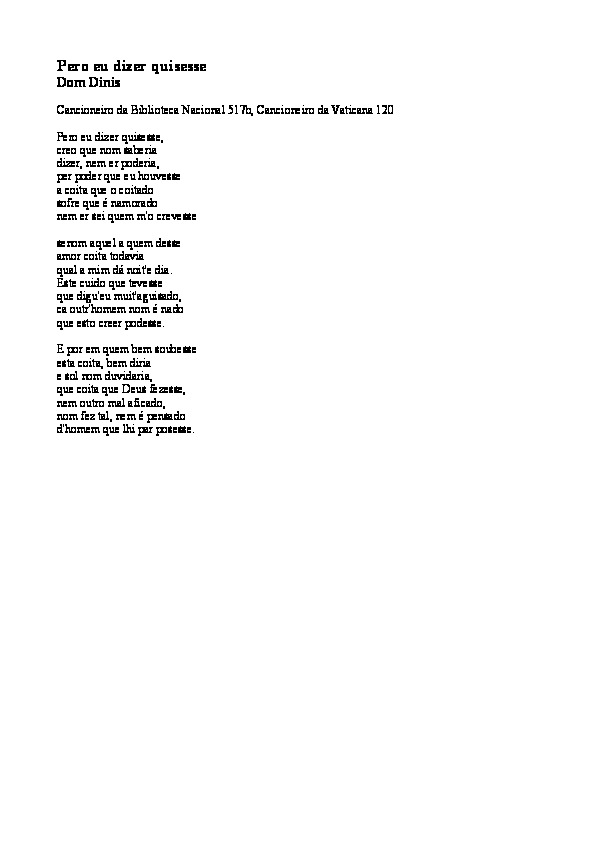 Pero eu dizer quisesse
Dom Dinis
Cancioneiro da Biblioteca Nacional 517b, Cancioneiro da Vaticana 120
Pero eu dizer quisesse,
creo que nom saberia
dizer, nem er poderia,
per poder que eu houvesse
a coita que o coitado
sofre que é namorado
nem er sei quem m'o crevesse
senom aquel a quem desse
amor coita todavia
qual a mim dá noit'e dia.
Este cuido que tevesse
que digu'eu muit'aguisado,
ca outr'homem nom é nado
que esto creer podesse.
E por em quem bem soubesse
esta coita, bem diria
e sol nom duvidaria,
que coita que Deus fezesse,
nem outro mal aficado,
nom fez tal, nem é pensado
d'homem que lhi par posesse.